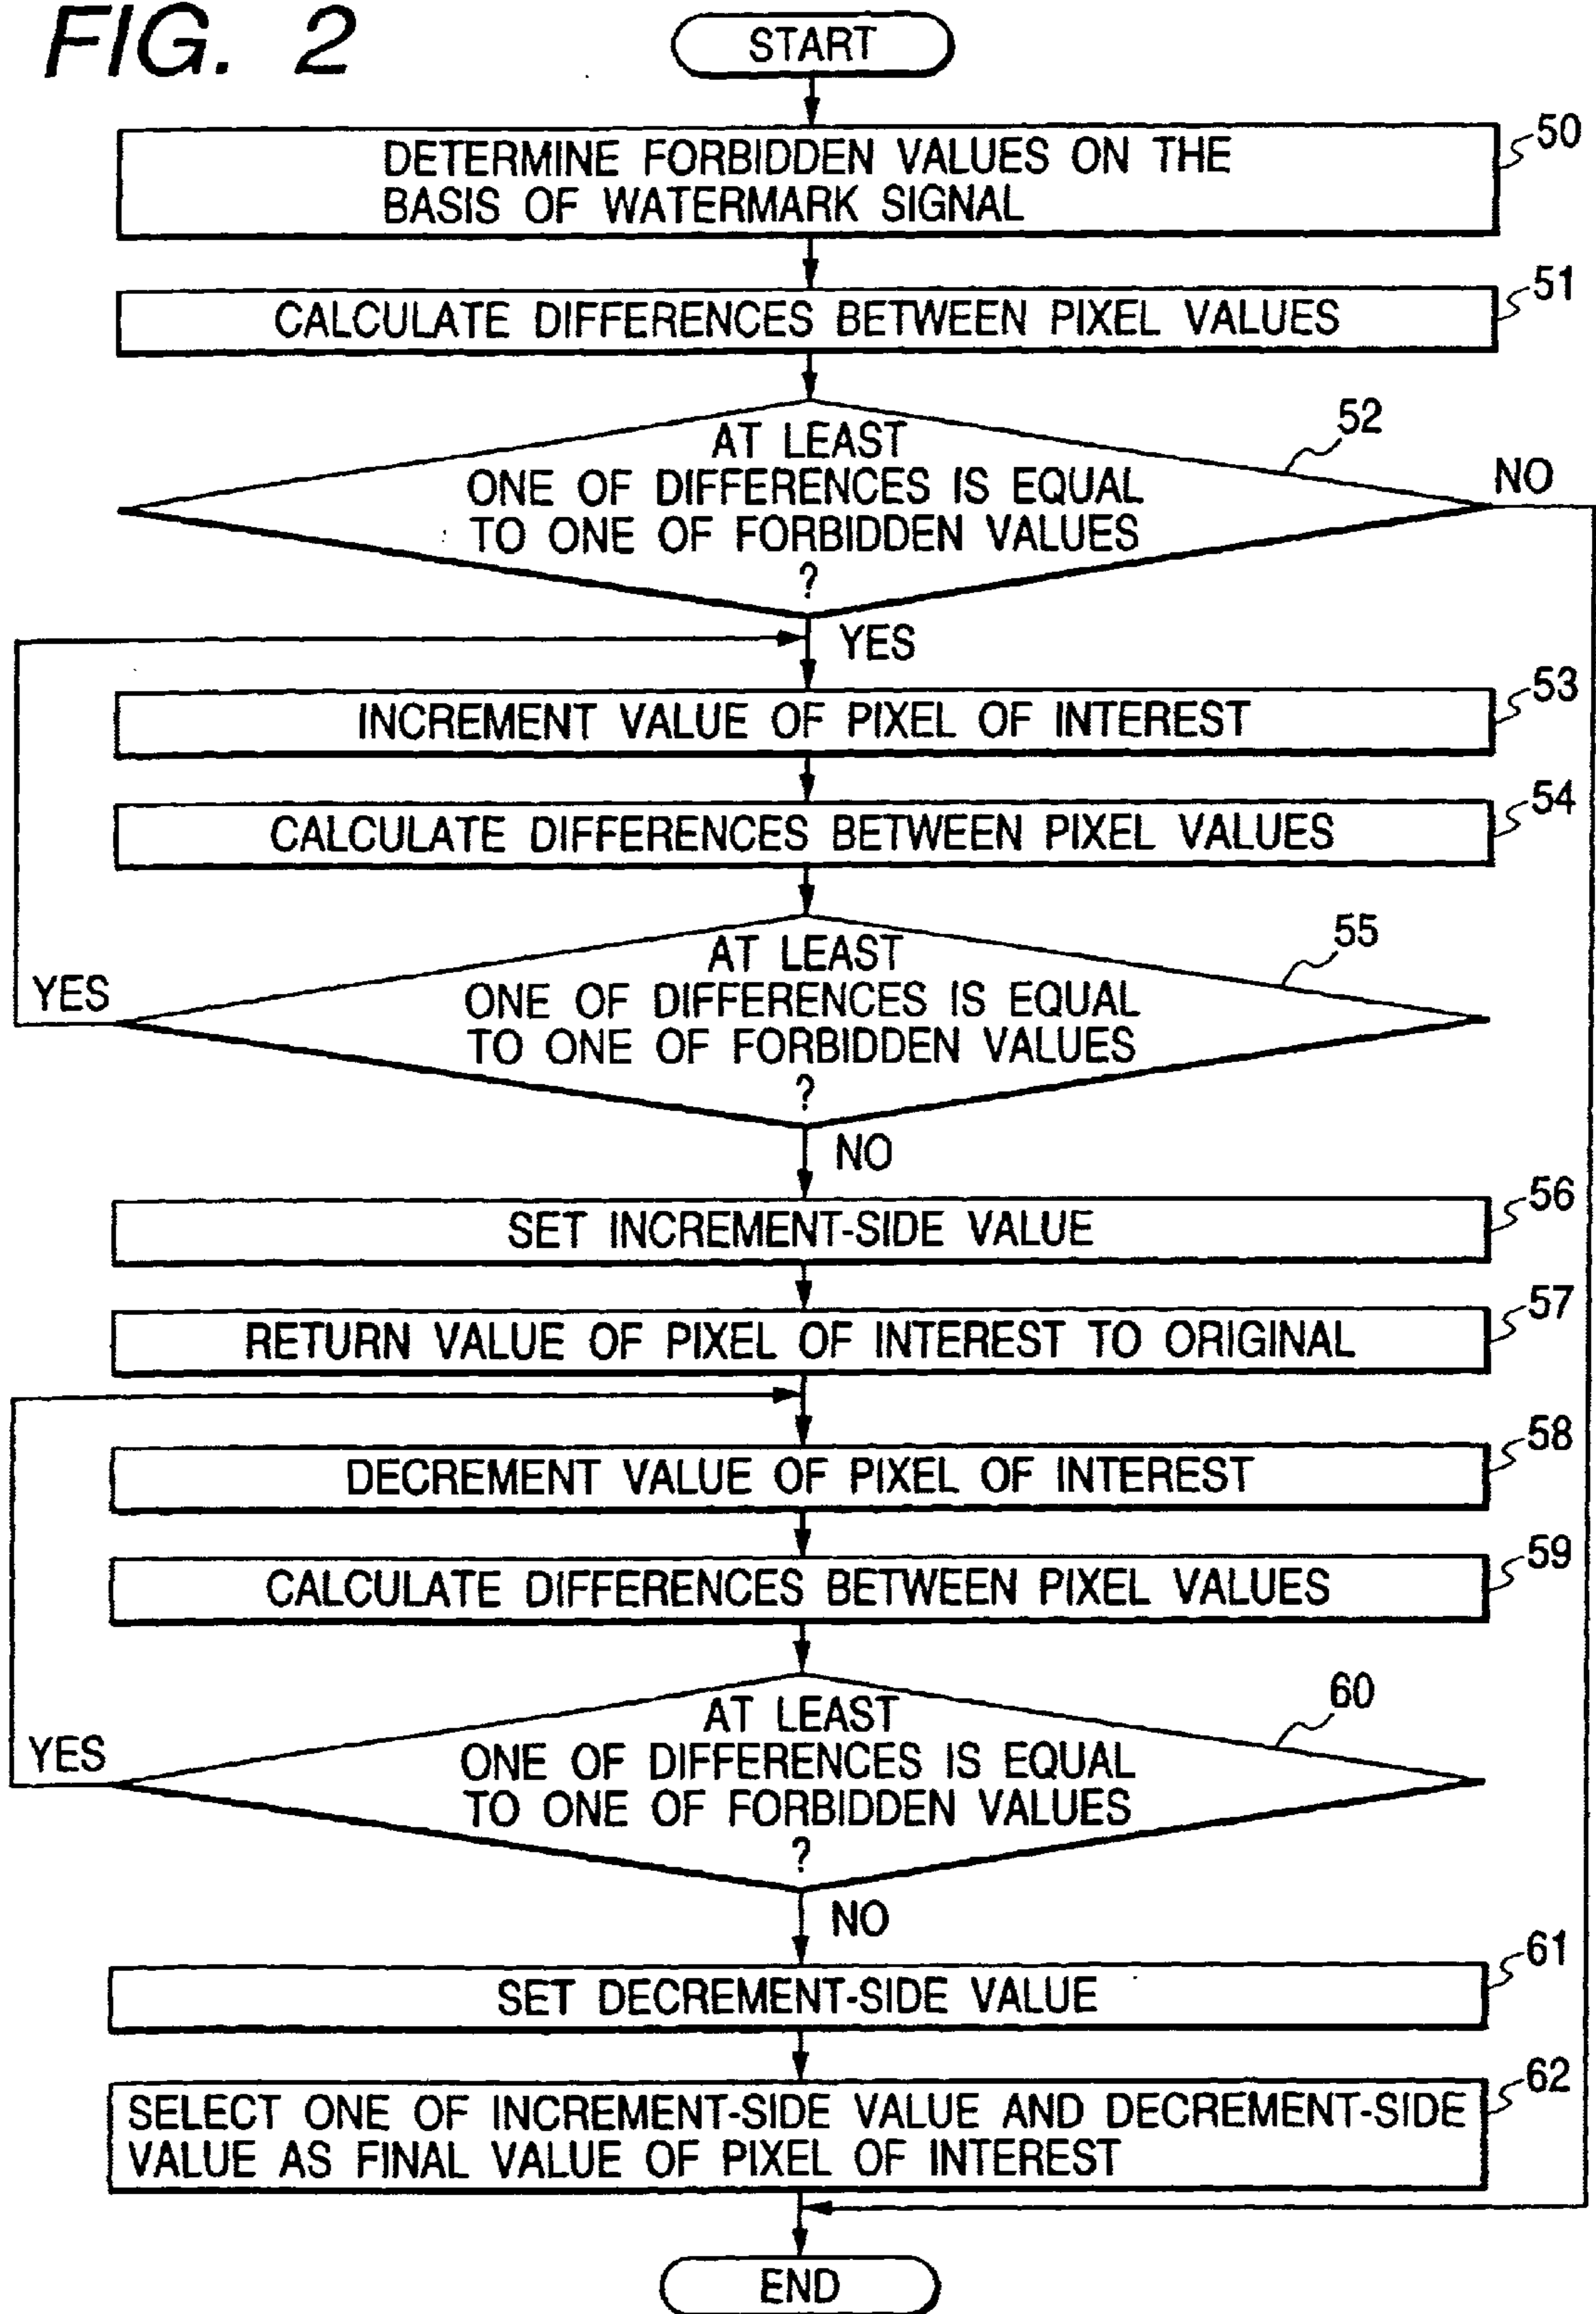 FIG. 2
START
DETERMINE FORBIDDEN VALUES ON THE
BASIS OF WATERMARK SIGNAL
50
CALCULATE DIFFERENCES BETWEEN PIXEL VALUES
51
AT LEAST
ONE OF DIFFERENCES IS EQUAL
TO ONE OF FORBIDDEN VALUES
?
52
NO
YES
INCREMENT VALUE OF PIXEL OF INTEREST
53
CALCULATE DIFFERENCES BETWEEN PIXEL VALUES
54
AT LEAST
ONE OF DIFFERENCES IS EQUAL
TO ONE OF FORBIDDEN VALUES
?
55
YES
NO
SET INCREMENT-SIDE VALUE
56
RETURN VALUE OF PIXEL OF INTEREST TO ORIGINAL
57
DECREMENT VALUE OF PIXEL OF INTEREST
58
CALCULATE DIFFERENCES BETWEEN PIXEL VALUES
59
AT LEAST
ONE OF DIFFERENCES IS EQUAL
TO ONE OF FORBIDDEN VALUES
?
60
YES
NO
SET DECREMENT-SIDE VALUE
61
SELECT ONE OF INCREMENT-SIDE VALUE AND DECREMENT-SIDE
VALUE AS FINAL VALUE OF PIXEL OF INTEREST
62
END